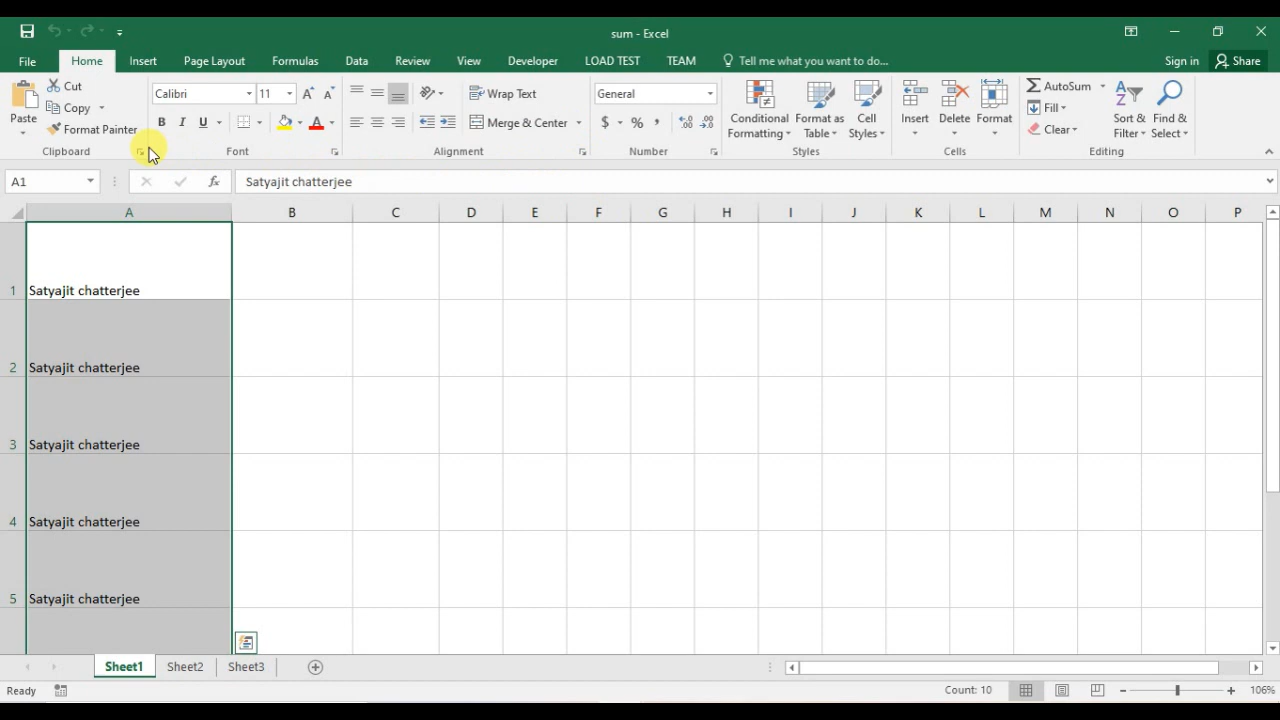 sum - Excel
File Home Insert Page Layout Formulas Data Review View Developer LOAD TEST TEAM Tell me what you want to do... Sign in Share
Paste
Cut
Copy
Format Painter
Clipboard
Calibri 11
B I U
Font
Wrap Text
Merge & Center
Alignment
General
$ % ,
Number
Conditional Formatting
Format as Table
Cell Styles
Styles
Insert
Delete
Format
Cells
AutoSum
Fill
Clear
Sort & Filter
Find & Select
Editing
A1 fx Satyajit chatterjee
A B C D E F G H I J K L M N O P
1 Satyajit chatterjee
2 Satyajit chatterjee
3 Satyajit chatterjee
4 Satyajit chatterjee
5 Satyajit chatterjee
Sheet1 Sheet2 Sheet3
Ready Count: 10 106%